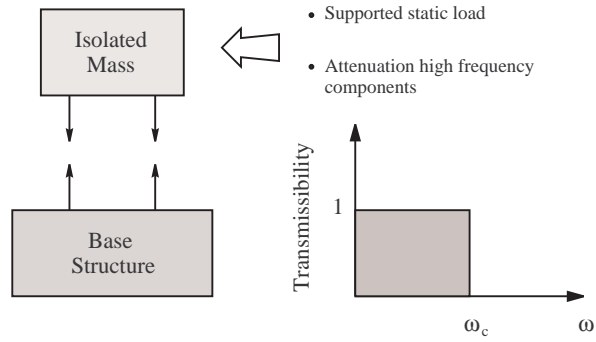 Isolated
Mass
• Supported static load
• Attenuation high frequency
components
Base
Structure
Transmissibility
1
ω_c
ω